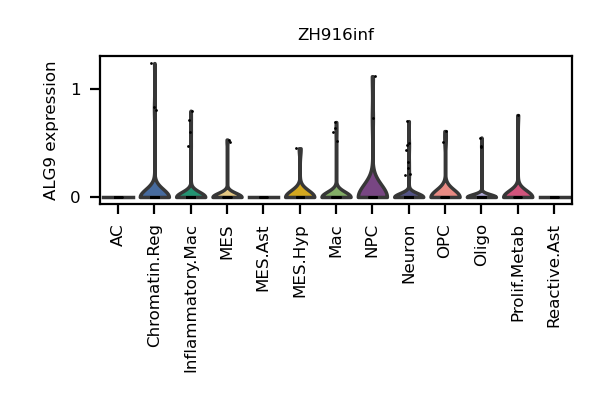 ZH916inf
ALG9 expression
1
0
AC
Chromatin.Reg
Inflammatory.Mac
MES
MES.Ast
MES.Hyp
Mac
NPC
Neuron
OPC
Oligo
Prolif.Metab
Reactive.Ast